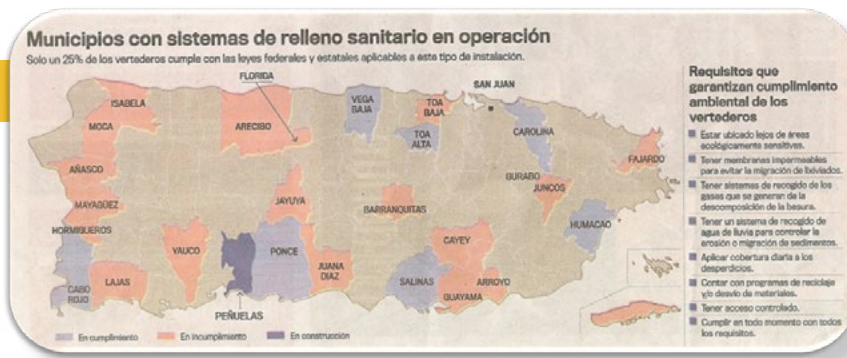 Municipios con sistemas de relleno sanitario en operación
Solo un 25% de los vertederos cumple con las leyes federales y estatales aplicables a este tipo de instalación.
FLORIDA
SAN JUAN
ISABELA
VEGA
BAJA
TOA
BAJA
MOCA
ARECIBO
TOA
ALTA
CAROLINA
AÑASCO
FAJARDO
GURABO
JUNCOS
MAYAGÜEZ
JAYUYA
BARRANQUITAS
HORMIGUEROS
HUMACAO
YAUCO
PONCE
CAYEY
CABO
ROJO
LAJAS
JUANA
DIAZ
SALINAS
ARROYO
GUAYAMA
PEÑUELAS
En cumplimiento
En incumplimiento
En construcción
Requisitos que
garantizan cumplimiento
ambiental de los
vertederos
Estar ubicado lejos de áreas
ecológicamente sensitivas.
Tener membranas impermeables
para evitar la migración de lixiviados.
Tener sistemas de recogido de los
gases que se generan de la
descomposición de la basura.
Tener un sistema de recogido de
agua de lluvia para controlar la
erosión o migración de sedimentos.
Aplicar cobertura diaria a los
desperdicios.
Contar con programas de reciclaje
y/o desvío de materiales.
Tener acceso controlado.
Cumplir en todo momento con todos
los requisitos.